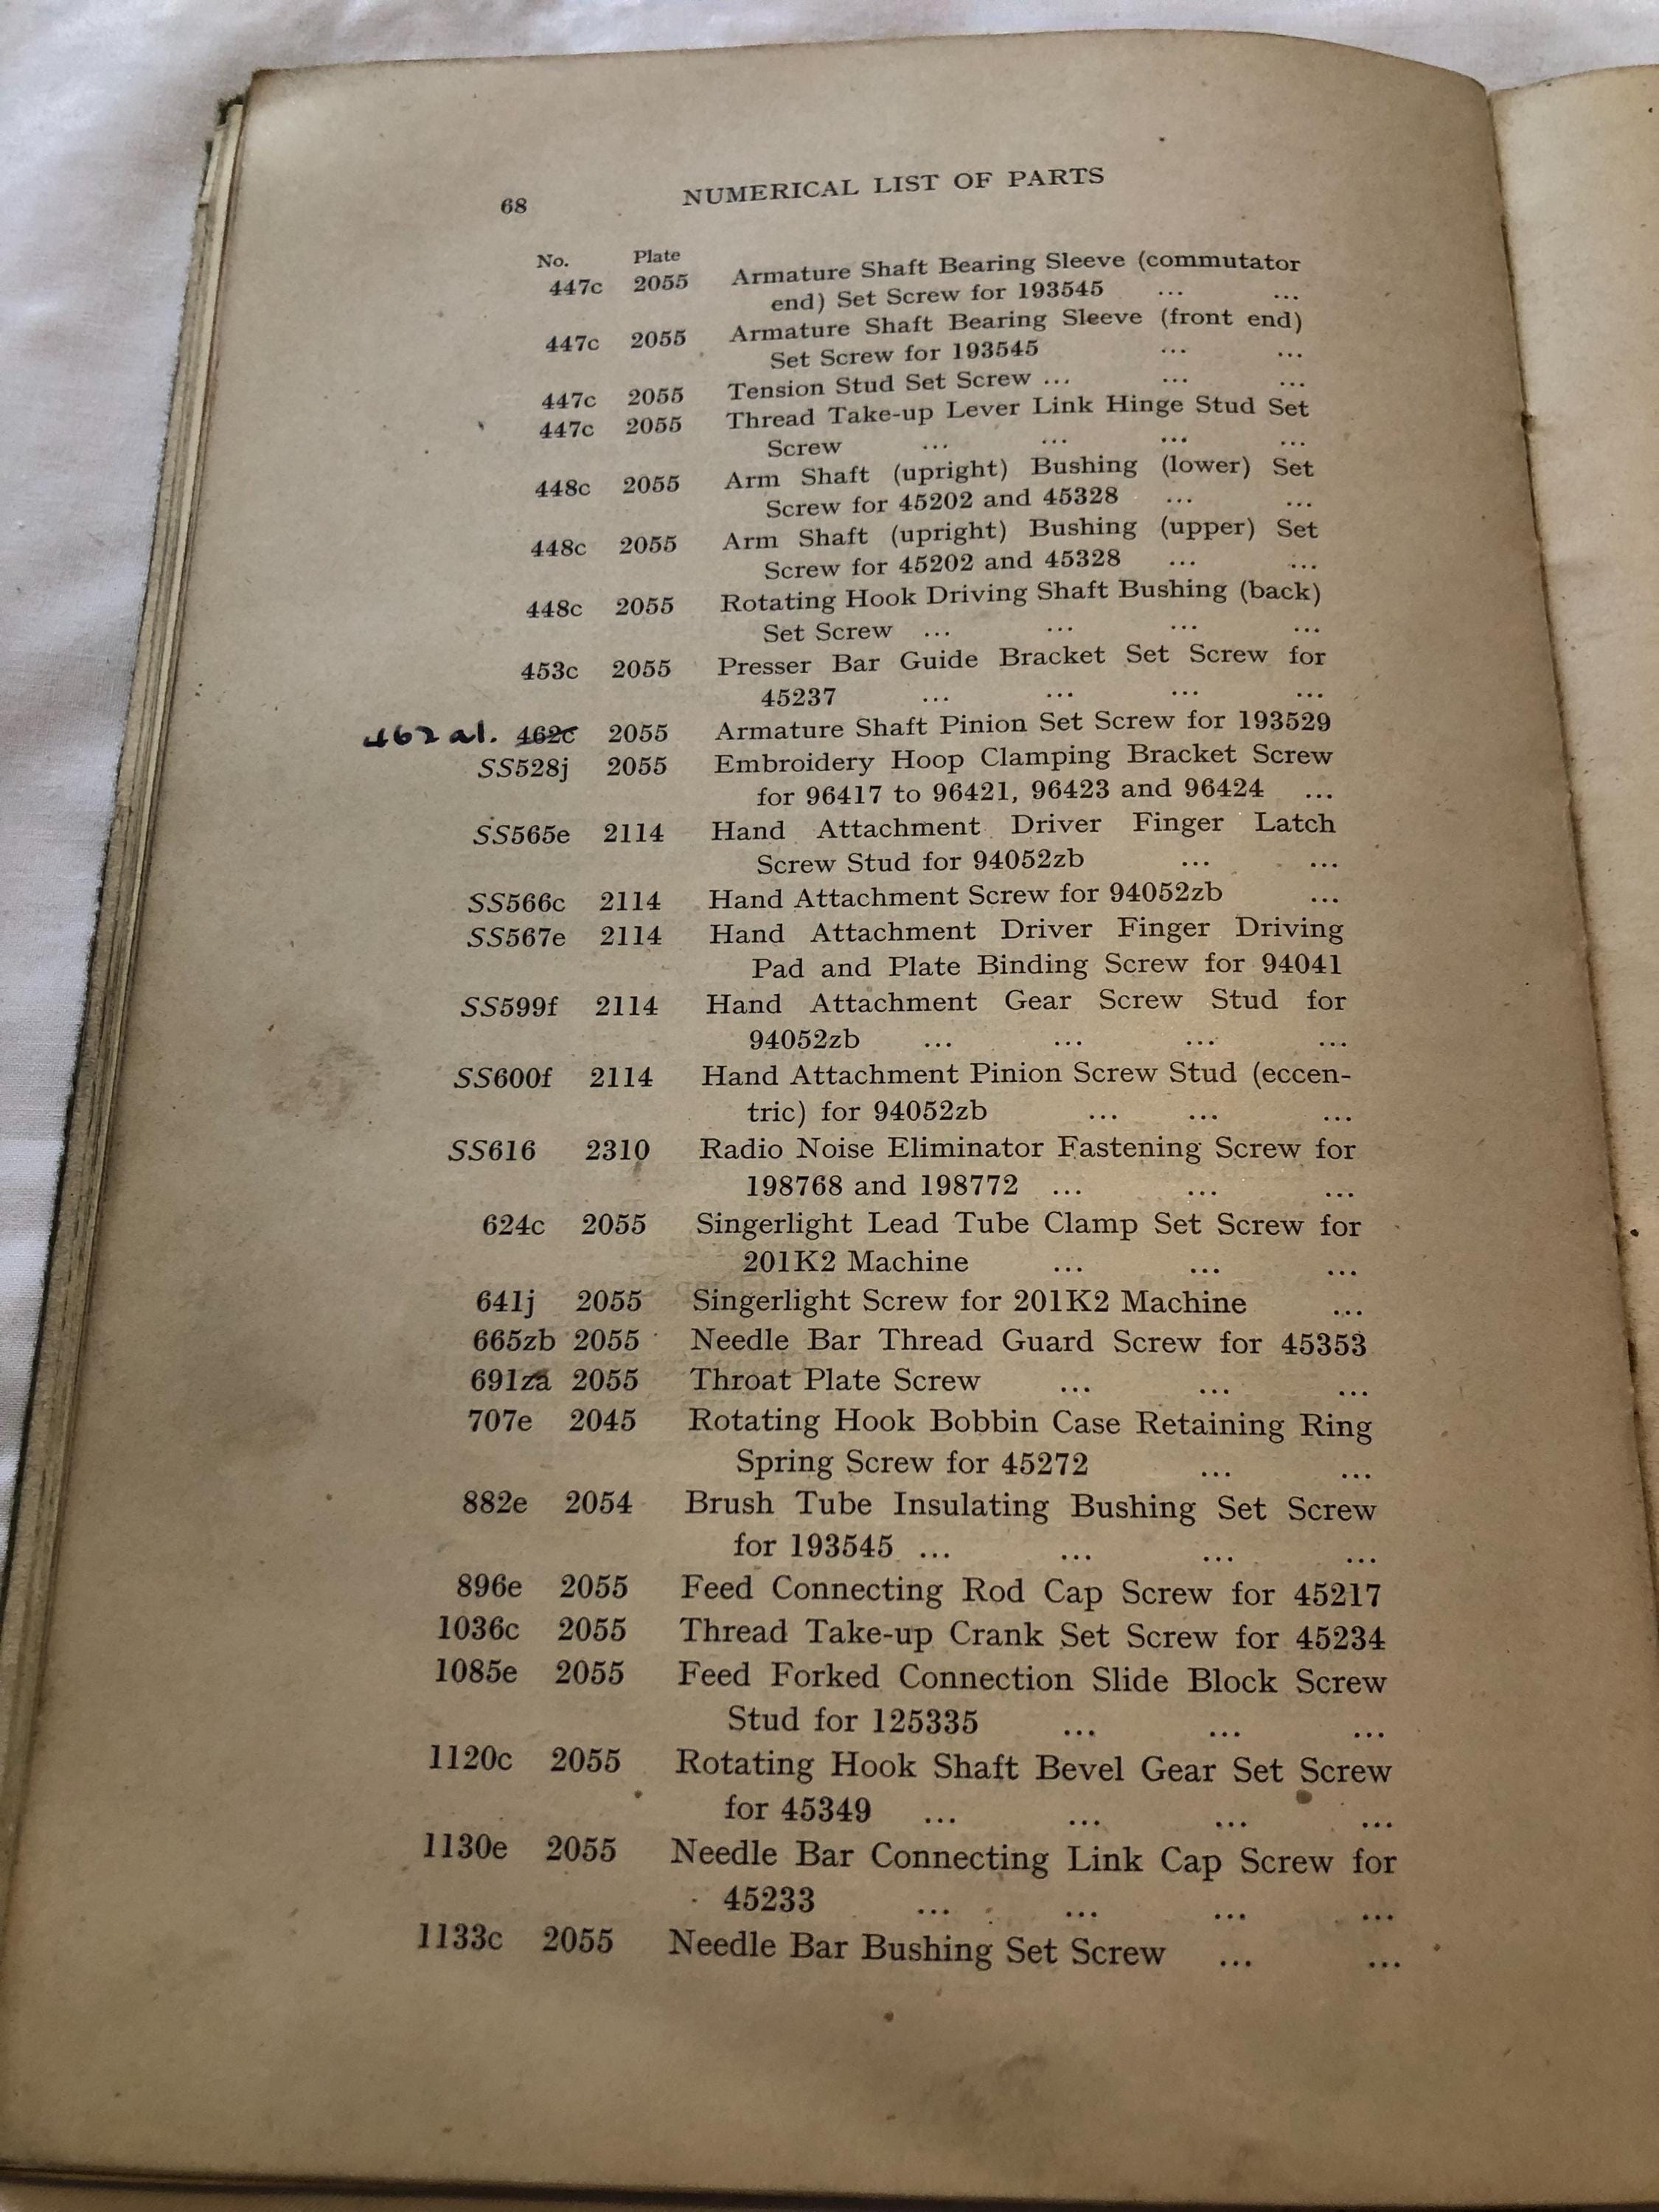 68 NUMERICAL LIST OF PARTS
No. Plate
447c 2055 Armature Shaft Bearing Sleeve (commutator
end) Set Screw for 193545 ... ...
447c 2055 Armature Shaft Bearing Sleeve (front end)
Set Screw for 193545 ... ...
447c 2055 Tension Stud Set Screw ... ... ...
447c 2055 Thread Take-up Lever Link Hinge Stud Set
Screw ... ... ... ...
448c 2055 Arm Shaft (upright) Bushing (lower) Set
Screw for 45202 and 45328 ... ...
448c 2055 Arm Shaft (upright) Bushing (upper) Set
Screw for 45202 and 45328 ... ...
448c 2055 Rotating Hook Driving Shaft Bushing (back)
Set Screw ... ... ... ...
453c 2055 Presser Bar Guide Bracket Set Screw for
45237 ... ... ... ...
462al. 462c 2055 Armature Shaft Pinion Set Screw for 193529
SS528j 2055 Embroidery Hoop Clamping Bracket Screw
for 96417 to 96421, 96423 and 96424 ...
SS565e 2114 Hand Attachment Driver Finger Latch
Screw Stud for 94052zb ... ...
SS566c 2114 Hand Attachment Screw for 94052zb ...
SS567e 2114 Hand Attachment Driver Finger Driving
Pad and Plate Binding Screw for 94041
SS599f 2114 Hand Attachment Gear Screw Stud for
94052zb ... ... ... ...
SS600f 2114 Hand Attachment Pinion Screw Stud (eccen-
tric) for 94052zb ... ... ...
SS616 2310 Radio Noise Eliminator Fastening Screw for
198768 and 198772 ... ... ...
624c 2055 Singerlight Lead Tube Clamp Set Screw for
201K2 Machine ... ... ...
641j 2055 Singerlight Screw for 201K2 Machine ...
665zb 2055 Needle Bar Thread Guard Screw for 45353
691za 2055 Throat Plate Screw ... ... ...
707e 2045 Rotating Hook Bobbin Case Retaining Ring
Spring Screw for 45272 ... ...
882e 2054 Brush Tube Insulating Bushing Set Screw
for 193545 ... ... ... ...
896e 2055 Feed Connecting Rod Cap Screw for 45217
1036c 2055 Thread Take-up Crank Set Screw for 45234
1085e 2055 Feed Forked Connection Slide Block Screw
Stud for 125335 ... ... ...
1120c 2055 Rotating Hook Shaft Bevel Gear Set Screw
for 45349 ... ... ... ...
1130e 2055 Needle Bar Connecting Link Cap Screw for
45233 ... ... ... ...
1133c 2055 Needle Bar Bushing Set Screw ... ...